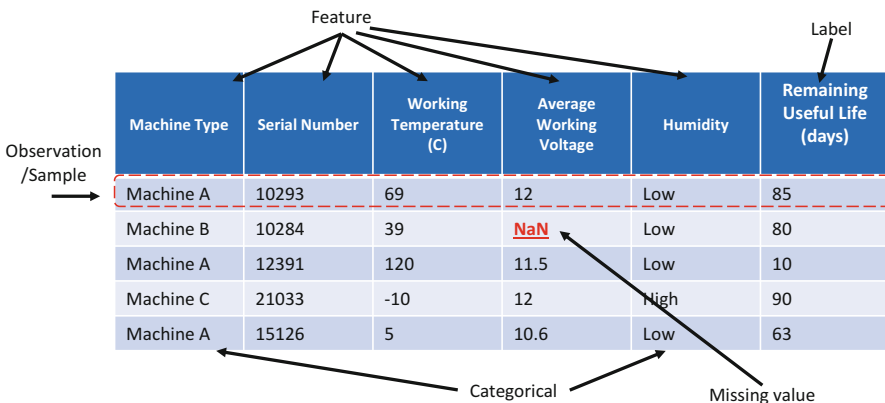 Feature
Label
Machine Type Serial Number Working Temperature (C) Average Working Voltage Humidity Remaining Useful Life (days)
Observation
/Sample
Machine A 10293 69 12 Low 85
Machine B 10284 39 NaN Low 80
Machine A 12391 120 11.5 Low 10
Machine C 21033 -10 12 High 90
Machine A 15126 5 10.6 Low 63
Categorical
Missing value